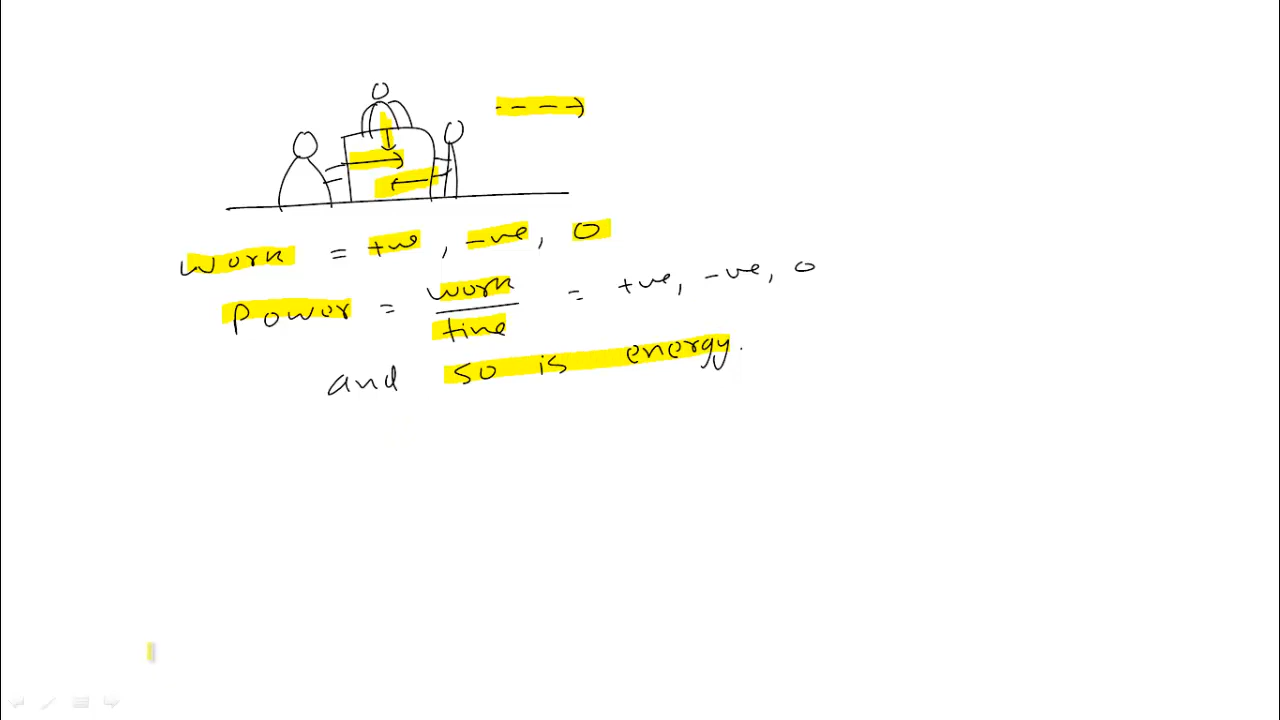 work = +ve, -ve, 0
Power = work/time = +ve, -ve, 0
and so is energy.